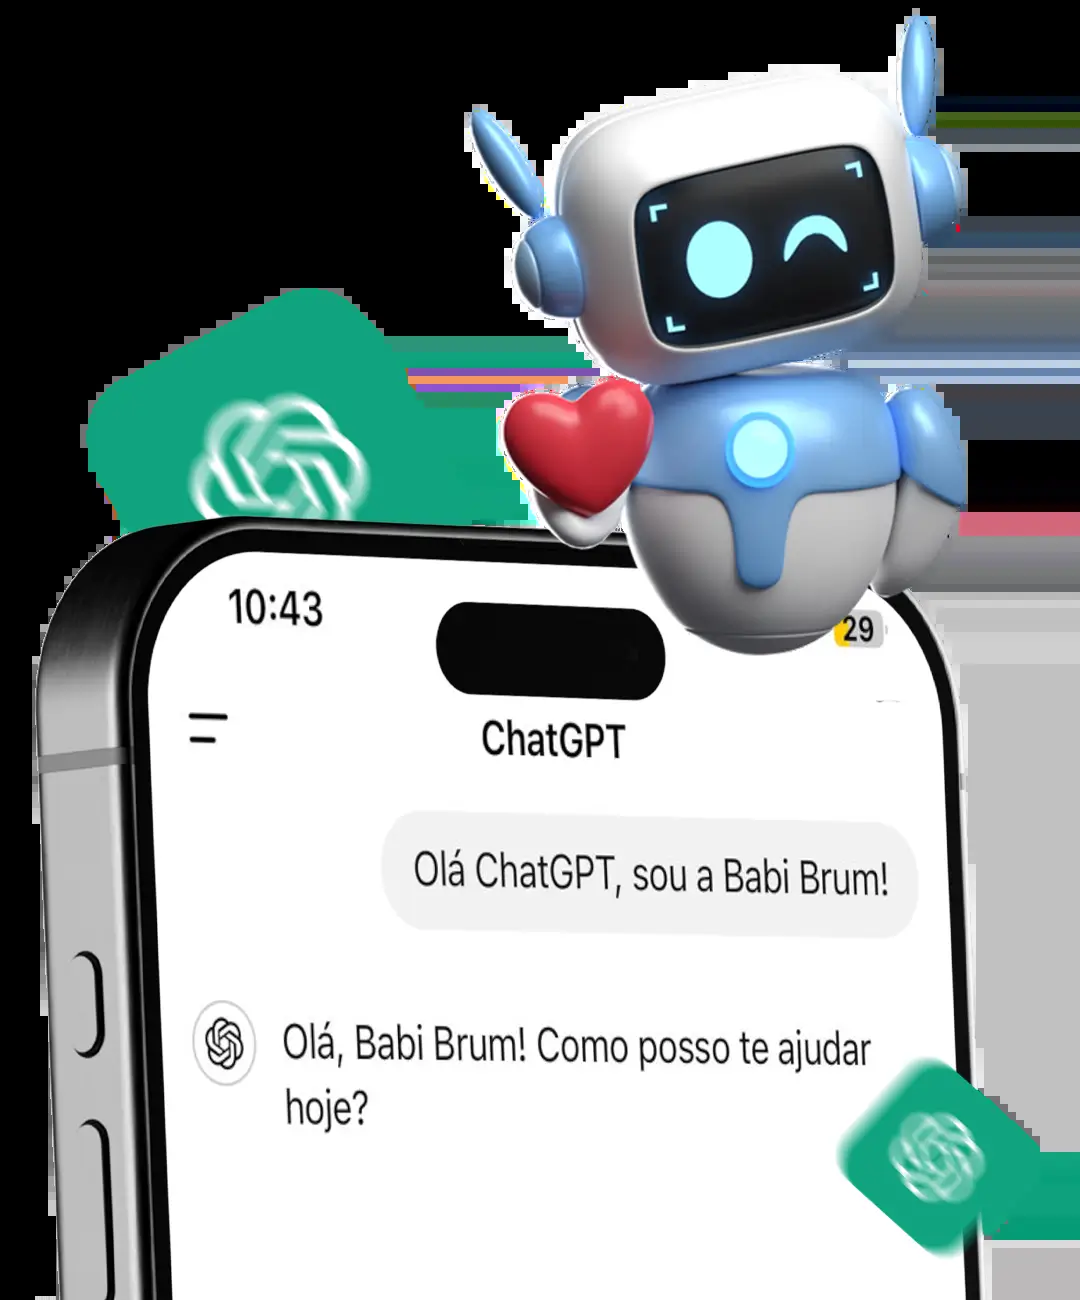 10:43
29
ChatGPT
Olá ChatGPT, sou a Babi Brum!
Olá, Babi Brum! Como posso te ajudar
hoje?